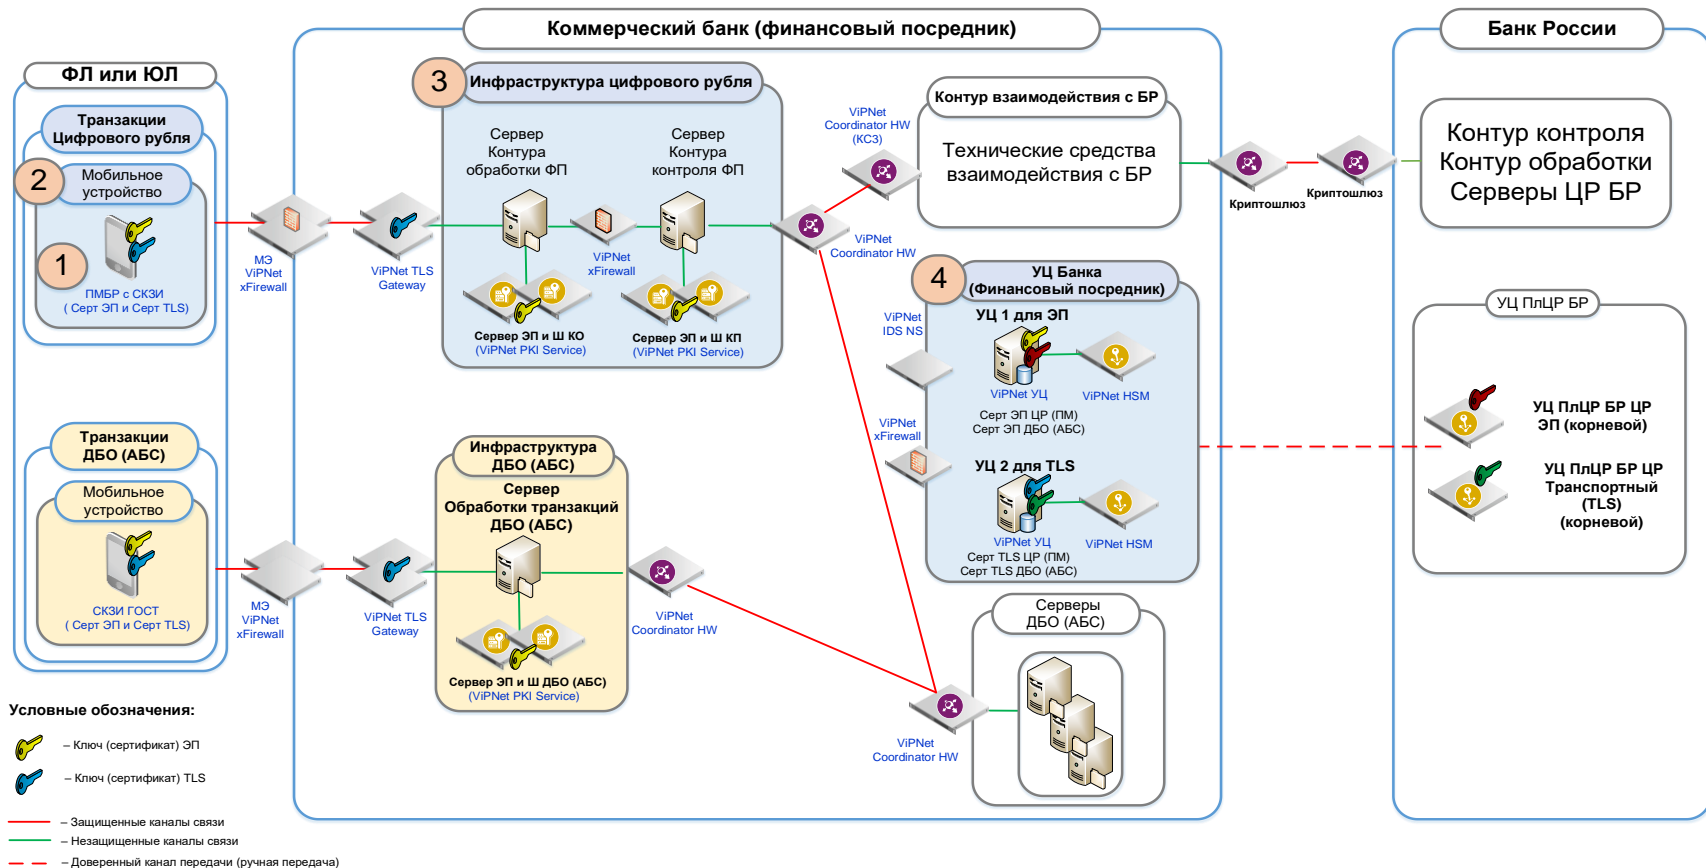 Коммерческий банк (финансовый посредник)
Банк России
ФЛ или ЮЛ
Транзакции
Цифрового рубля
2
Мобильное
устройство
1
ПМБР с СКЗИ
( Серт ЭП и Серт TLS)
МЭ
ViPNet
xFirewall
ViPNet TLS
Gateway
3
Инфраструктура цифрового рубля
Сервер
Контура
обработки ФП
Сервер
Контура
контроля ФП
ViPNet
xFirewall
Сервер ЭП и Ш КО
(ViPNet PKI Service)
Сервер ЭП и Ш КП
(ViPNet PKI Service)
ViPNet
Coordinator HW
(КС3)
ViPNet
Coordinator HW
Контур взаимодействия с БР
Технические средства
взаимодействия с БР
Криптошлюз
Криптошлюз
Контур контроля
Контур обработки
Серверы ЦР БР
4
УЦ Банка
(Финансовый посредник)
ViPNet
IDS NS
ViPNet
xFirewall
УЦ 1 для ЭП
ViPNet УЦ
ViPNet HSM
Серт ЭП ЦР (ПМ)
Серт ЭП ДБО (АБС)
УЦ 2 для TLS
ViPNet УЦ
ViPNet HSM
Серт TLS ЦР (ПМ)
Серт TLS ДБО (АБС)
УЦ ПлЦР БР
УЦ ПлЦР БР ЦР
ЭП (корневой)
УЦ ПлЦР БР ЦР
Транспортный
(TLS)
(корневой)
Транзакции
ДБО (АБС)
Мобильное
устройство
СКЗИ ГОСТ
( Серт ЭП и Серт TLS)
МЭ
ViPNet
xFirewall
ViPNet TLS
Gateway
Инфраструктура
ДБО (АБС)
Сервер
Обработки транзакций
ДБО (АБС)
Сервер ЭП и Ш ДБО (АБС)
(ViPNet PKI Service)
ViPNet
Coordinator HW
Серверы
ДБО (АБС)
ViPNet
Coordinator HW
Условные обозначения:
– Ключ (сертификат) ЭП
– Ключ (сертификат) TLS
– Защищенные каналы связи
– Незащищенные каналы связи
– Доверенный канал передачи (ручная передача)